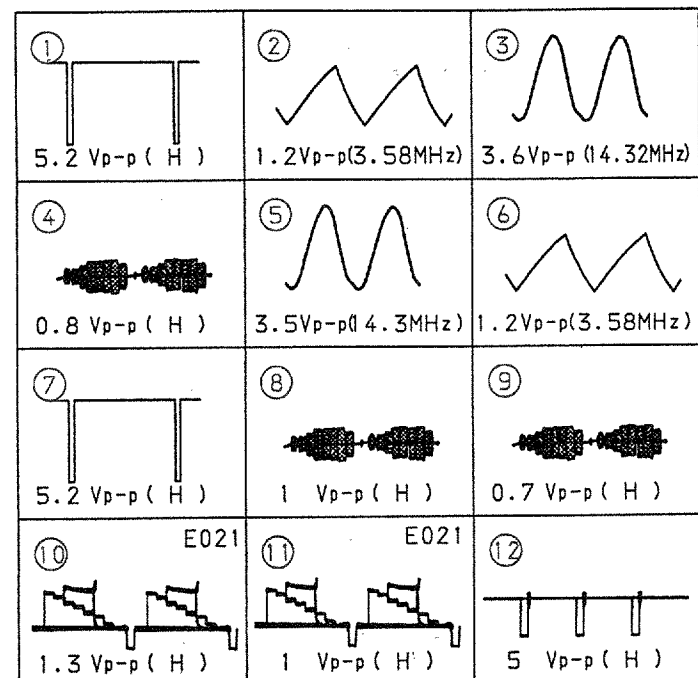 ① ② ③
5.2 Vp-p ( H ) 1.2Vp-p(3.58MHz) 3.6Vp-p (14.32MHz)
④ ⑤ ⑥
0.8 Vp-p ( H ) 3.5Vp-p(14.3MHz) 1.2Vp-p(3.58MHz)
⑦ ⑧ ⑨
5.2 Vp-p ( H ) 1 Vp-p ( H ) 0.7 Vp-p ( H )
⑩ E021 ⑪ E021 ⑫
1.3 Vp-p ( H ) 1 Vp-p ( H ) 5 Vp-p ( H )